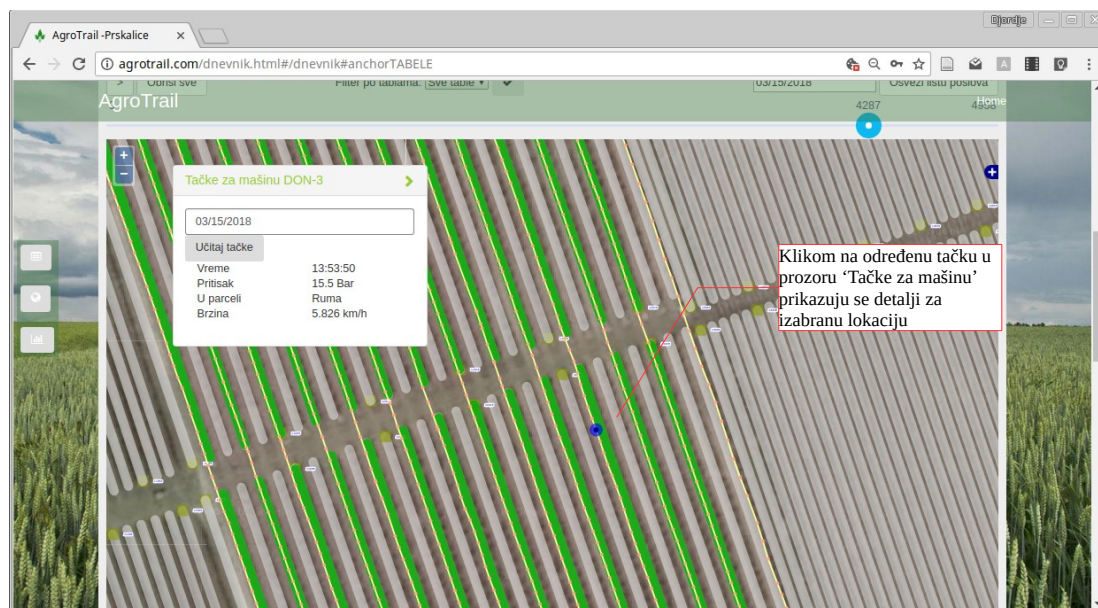 Djordje
AgroTrail -Prskalice
agrotrail.com/dnevnik.html#/dnevnik#anchorTABELE
> Obriši sve Filter po tablama: Sve table 03/15/2018 Osveži listu poslova
AgroTrail Home
4287
+
−
Tačke za mašinu DON-3
03/15/2018
Učitaj tačke
Vreme 13:53:50
Pritisak 15.5 Bar
U parceli Ruma
Brzina 5.826 km/h
Klikom na određenu tačku u
prozoru ‘Tačke za mašinu’
prikazuju se detalji za
izabranu lokaciju